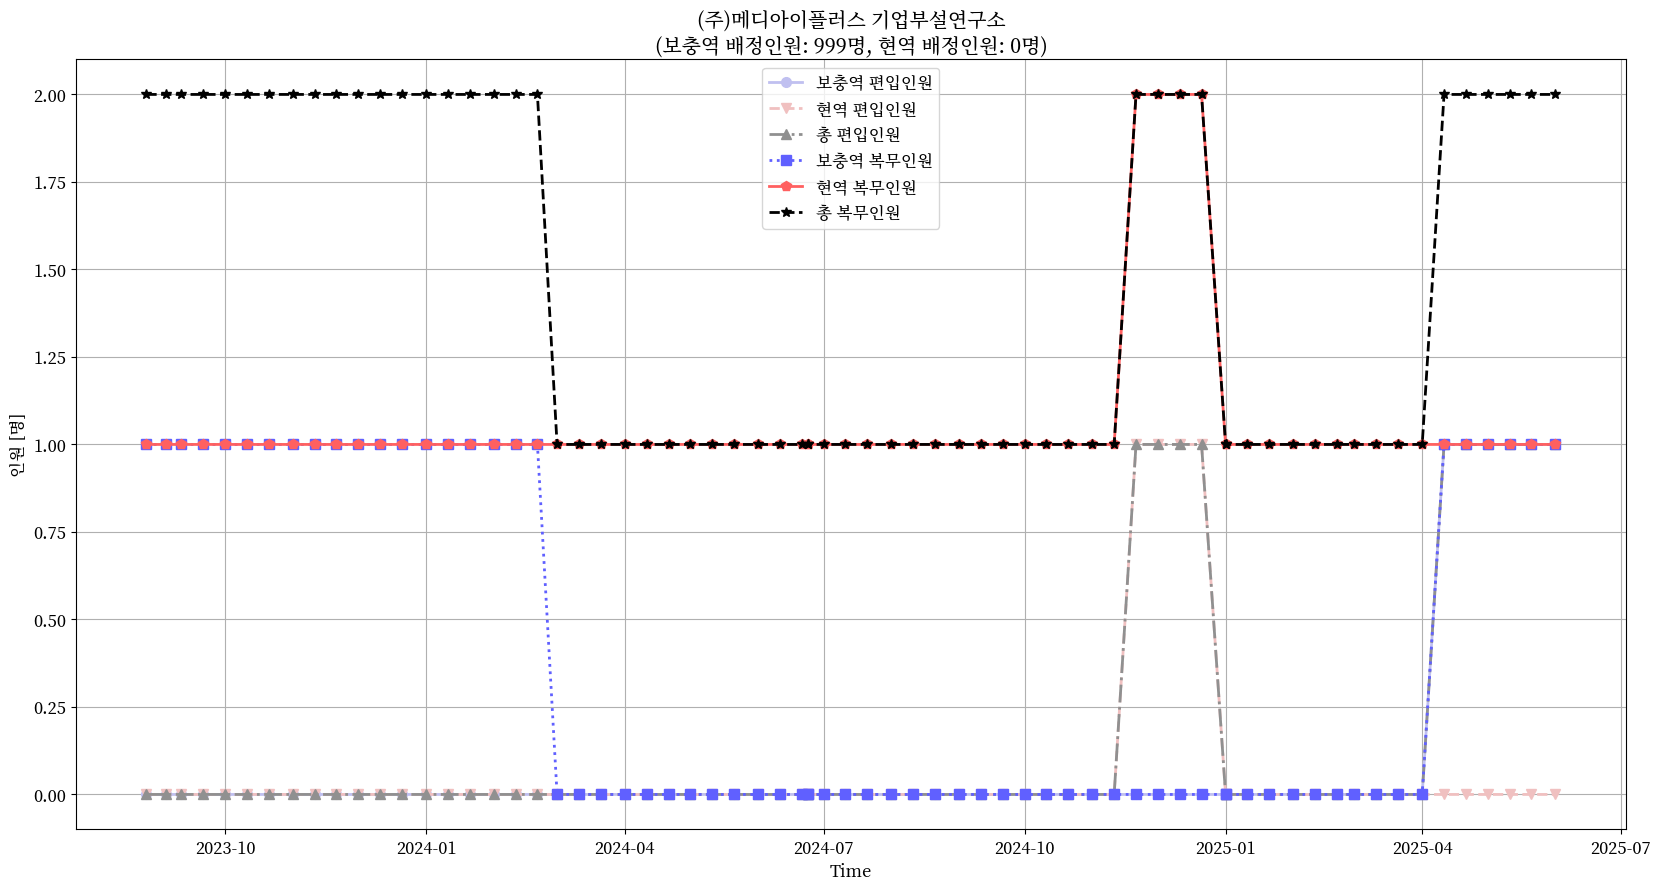 (주)메디아이플러스 기업부설연구소
(보충역 배정인원: 999명, 현역 배정인원: 0명)
보충역 편입인원
현역 편입인원
총 편입인원
보충역 복무인원
현역 복무인원
총 복무인원
2.00
1.75
1.50
1.25
1.00
0.75
0.50
0.25
0.00
인원 [명]
2023-10
2024-01
2024-04
2024-07
2024-10
2025-01
2025-04
2025-07
Time